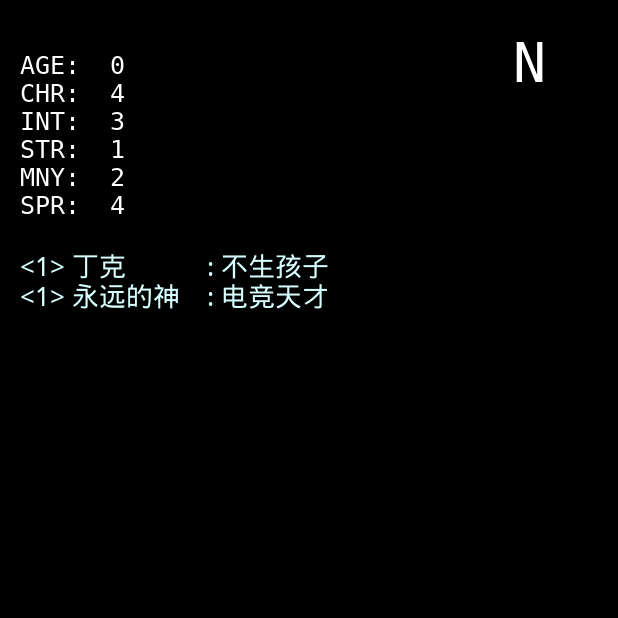 N
AGE: 0
CHR: 4
INT: 3
STR: 1
MNY: 2
SPR: 4
<1> 丁克 : 不生孩子
<1> 永远的神 : 电竞天才